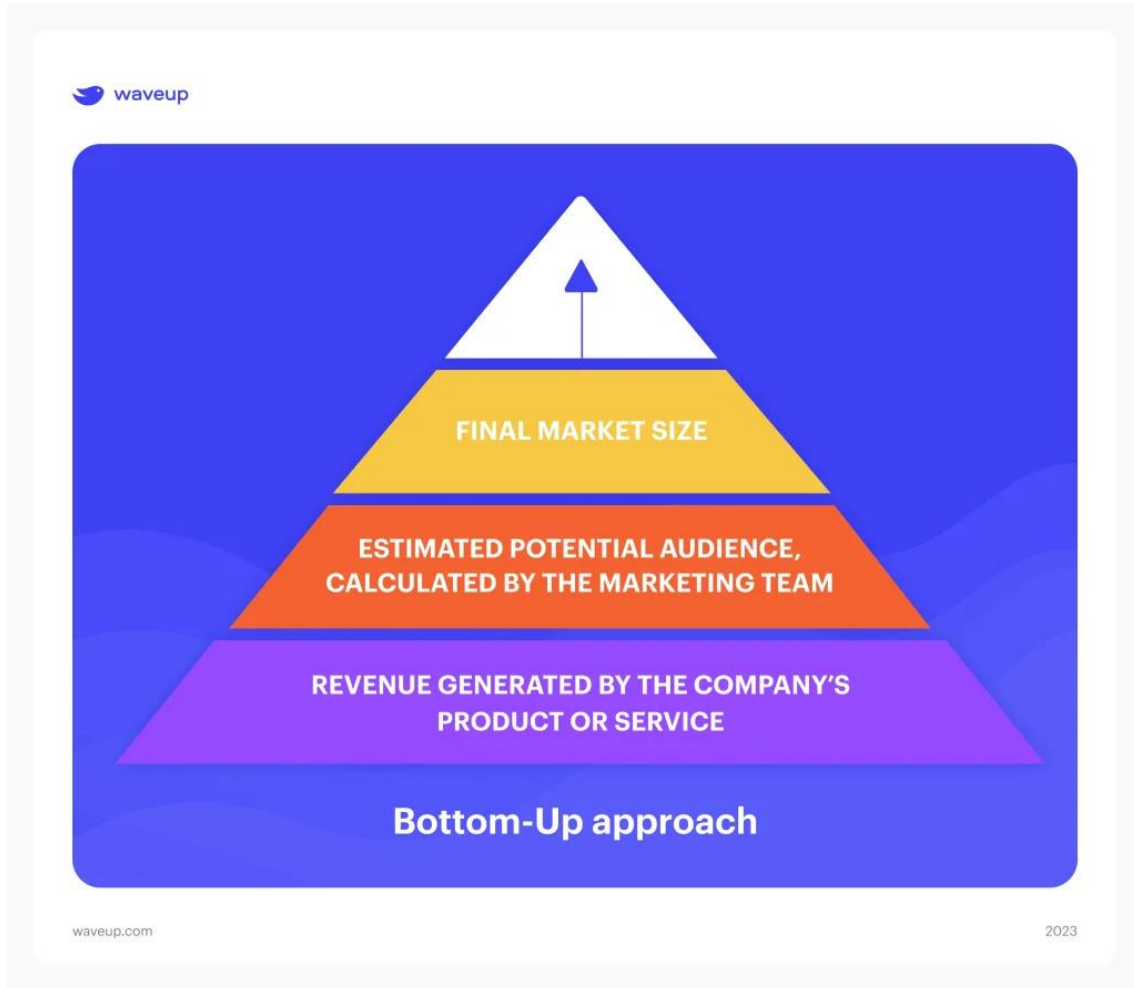 waveup
FINAL MARKET SIZE
ESTIMATED POTENTIAL AUDIENCE,
CALCULATED BY THE MARKETING TEAM
REVENUE GENERATED BY THE COMPANY’S
PRODUCT OR SERVICE
Bottom-Up approach
waveup.com
2023